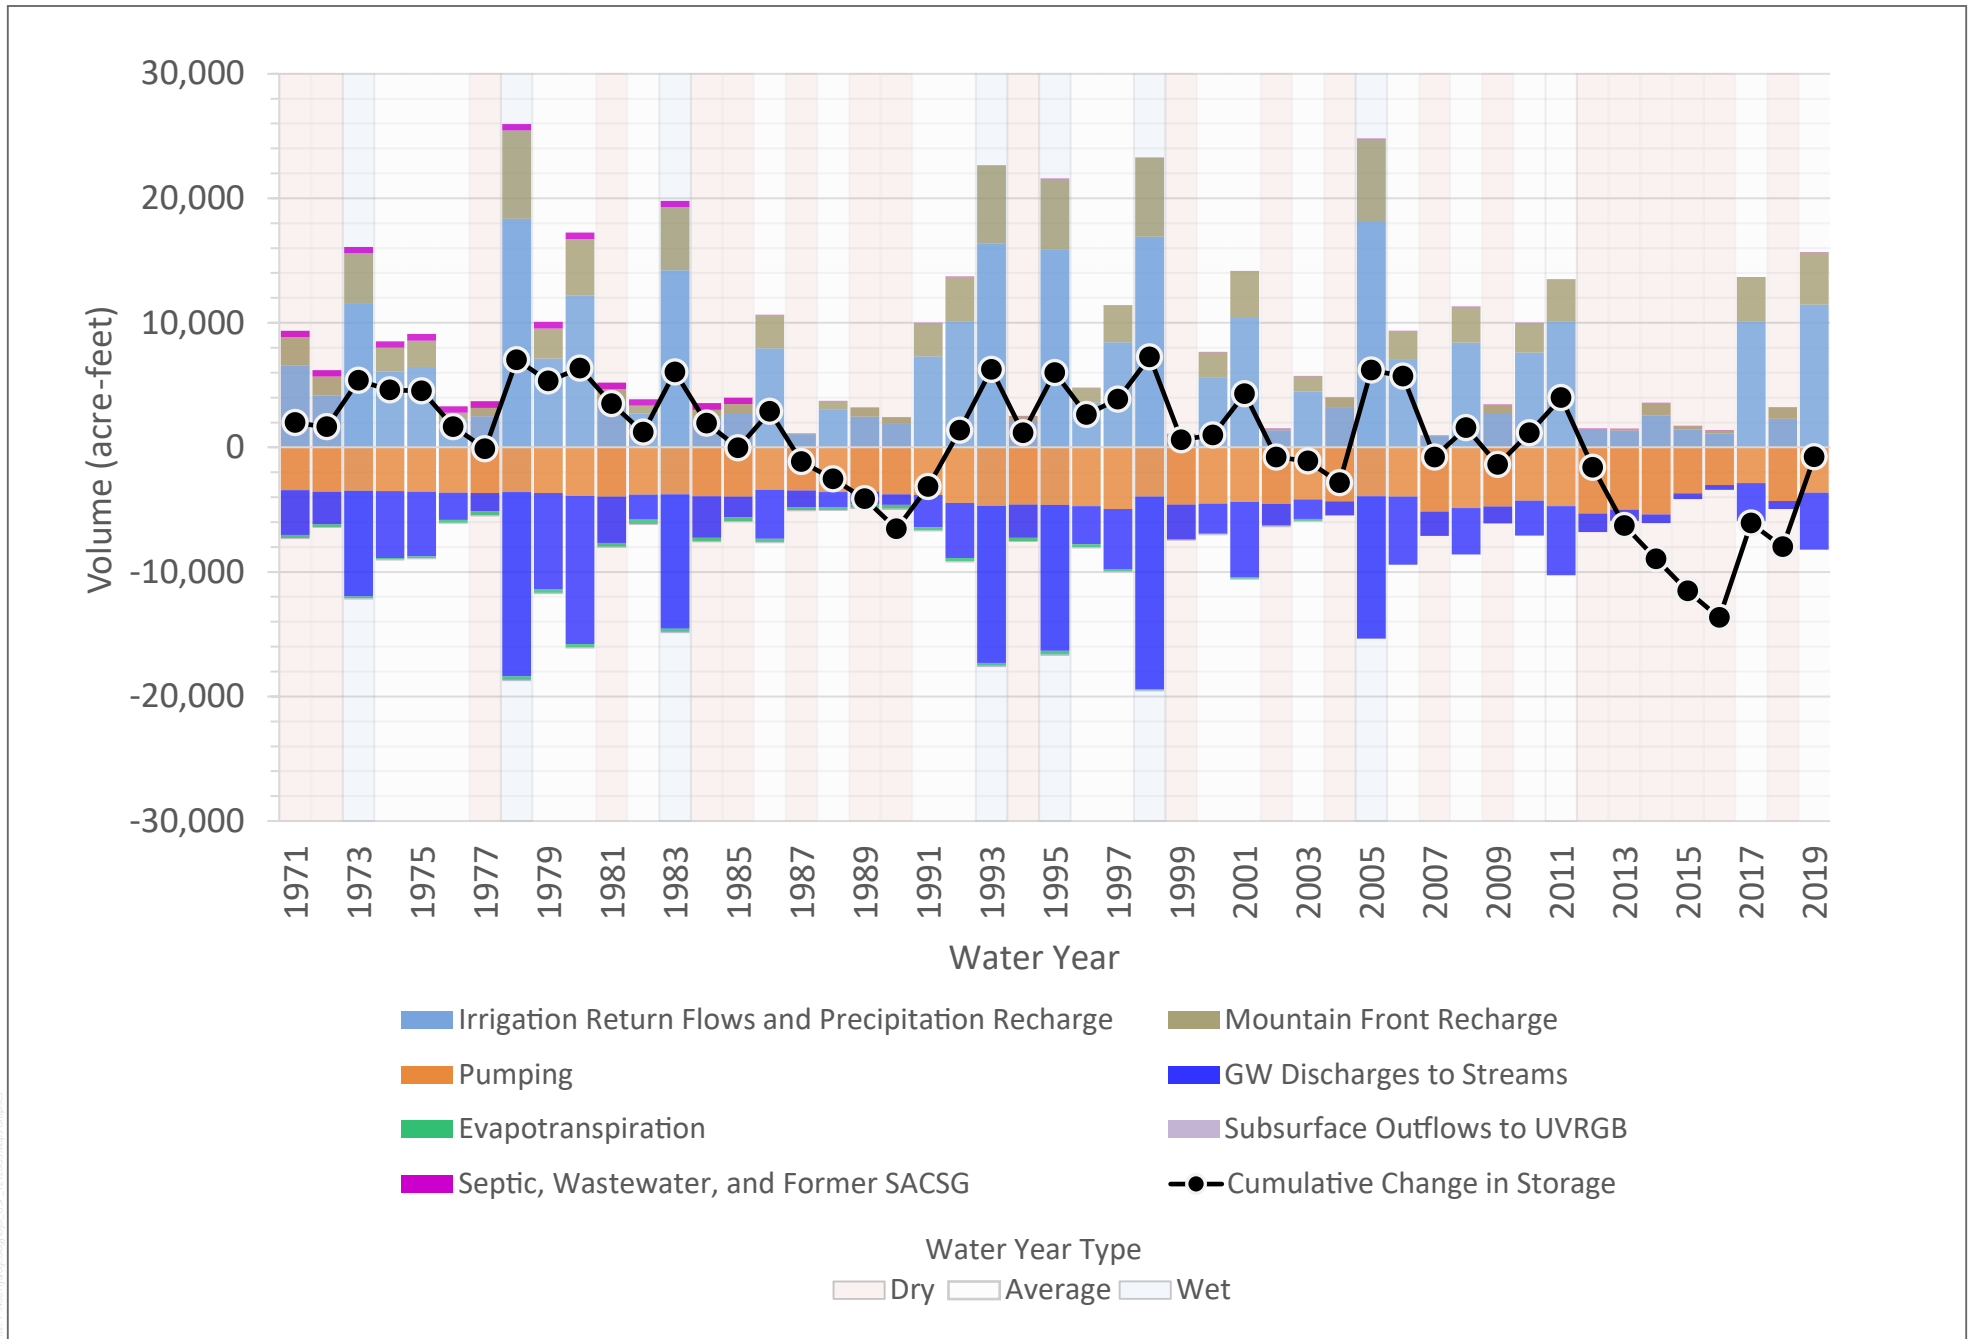 30,000
20,000
10,000
0
-10,000
-20,000
-30,000
Volume (acre-feet)
1971
1973
1975
1977
1979
1981
1983
1985
1987
1989
1991
1993
1995
1997
1999
2001
2003
2005
2007
2009
2011
2013
2015
2017
2019
Water Year
Irrigation Return Flows and Precipitation Recharge
Mountain Front Recharge
Pumping
GW Discharges to Streams
Evapotranspiration
Subsurface Outflows to UVRGB
Septic, Wastewater, and Former SACSG
Cumulative Change in Storage
Water Year Type
Dry
Average
Wet